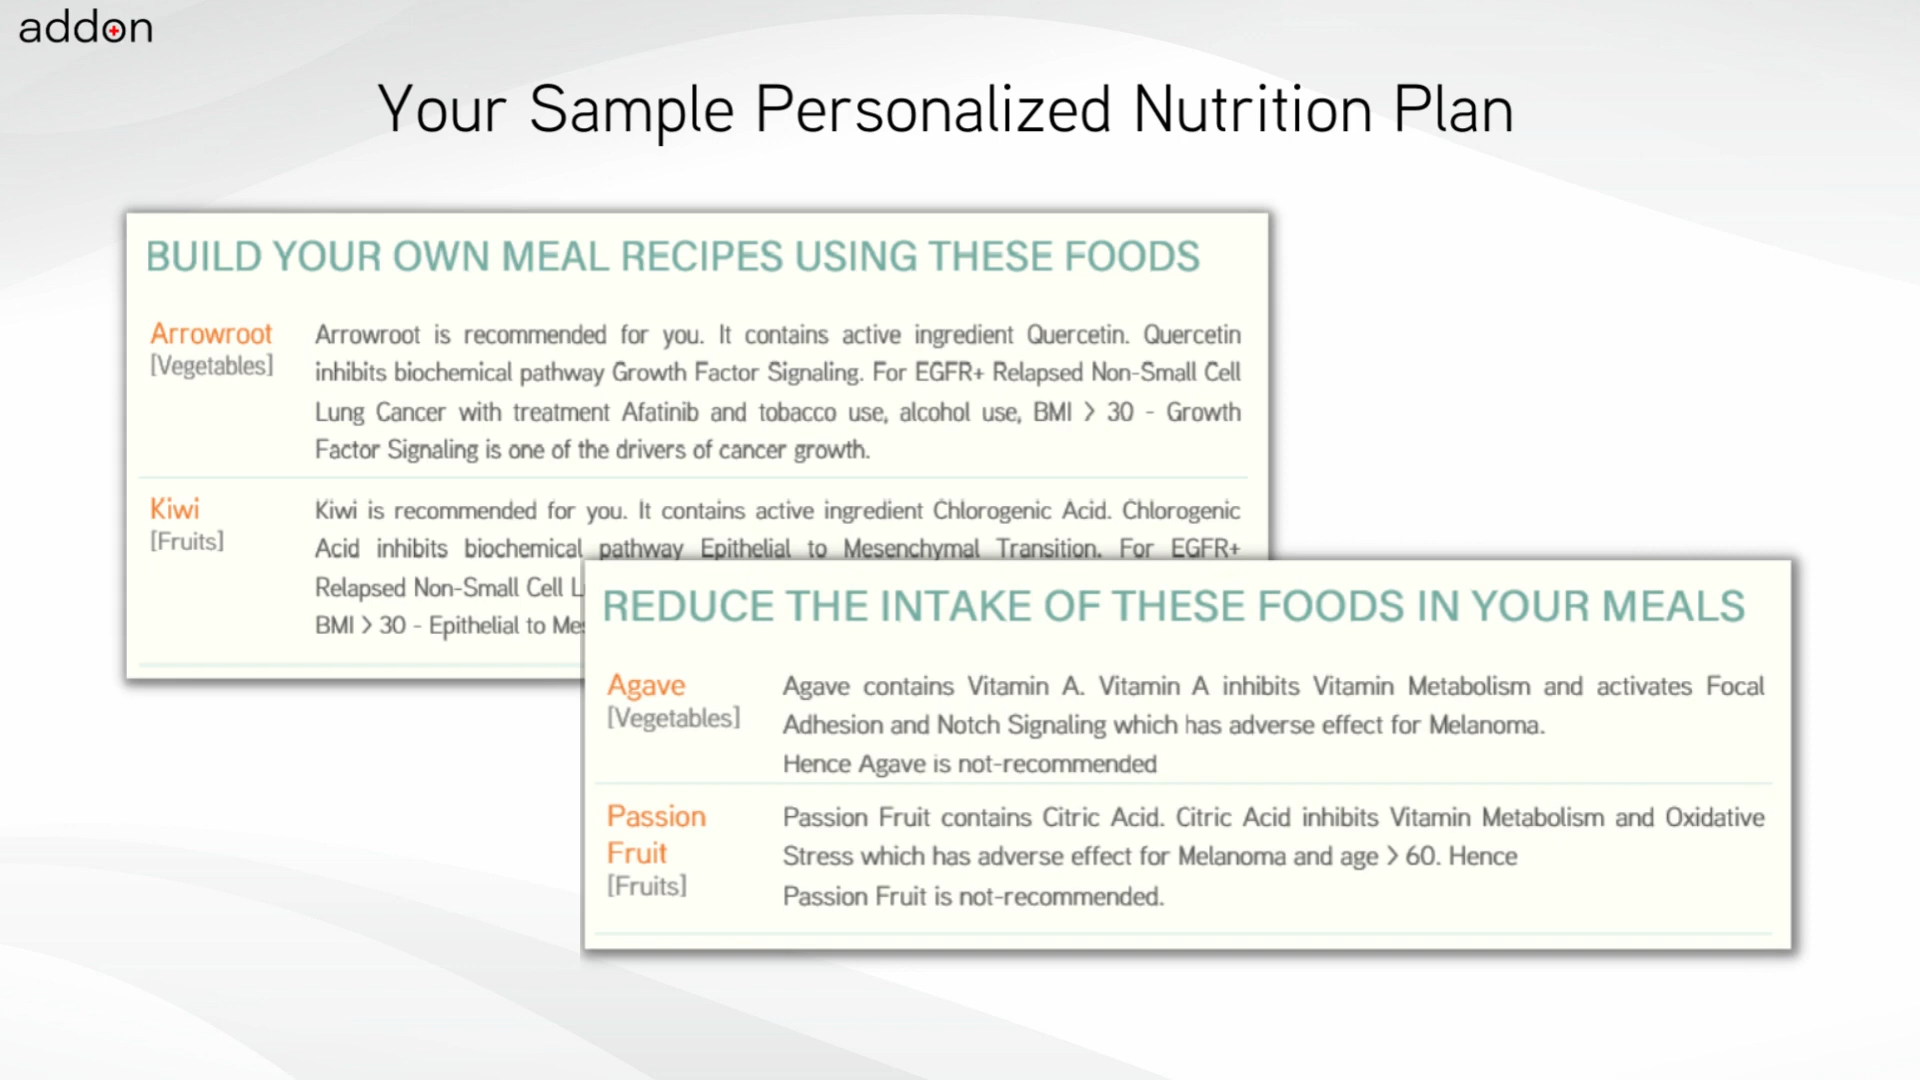 addon
Your Sample Personalized Nutrition Plan
BUILD YOUR OWN MEAL RECIPES USING THESE FOODS
Arrowroot
[Vegetables]
Arrowroot is recommended for you. It contains active ingredient Quercetin. Quercetin
inhibits biochemical pathway Growth Factor Signaling. For EGFR+ Relapsed Non-Small Cell
Lung Cancer with treatment Afatinib and tobacco use, alcohol use, BMI > 30 - Growth
Factor Signaling is one of the drivers of cancer growth.
Kiwi
[Fruits]
Kiwi is recommended for you. It contains active ingredient Chlorogenic Acid. Chlorogenic
Acid inhibits biochemical pathway Epithelial to Mesenchymal Transition. For EGFR+
Relapsed Non-Small Cell
BMI > 30 - Epithelial to
REDUCE THE INTAKE OF THESE FOODS IN YOUR MEALS
Agave
[Vegetables]
Agave contains Vitamin A. Vitamin A inhibits Vitamin Metabolism and activates Focal
Adhesion and Notch Signaling which has adverse effect for Melanoma.
Hence Agave is not-recommended
Passion
Fruit
[Fruits]
Passion Fruit contains Citric Acid. Citric Acid inhibits Vitamin Metabolism and Oxidative
Stress which has adverse effect for Melanoma and age > 60. Hence
Passion Fruit is not-recommended.